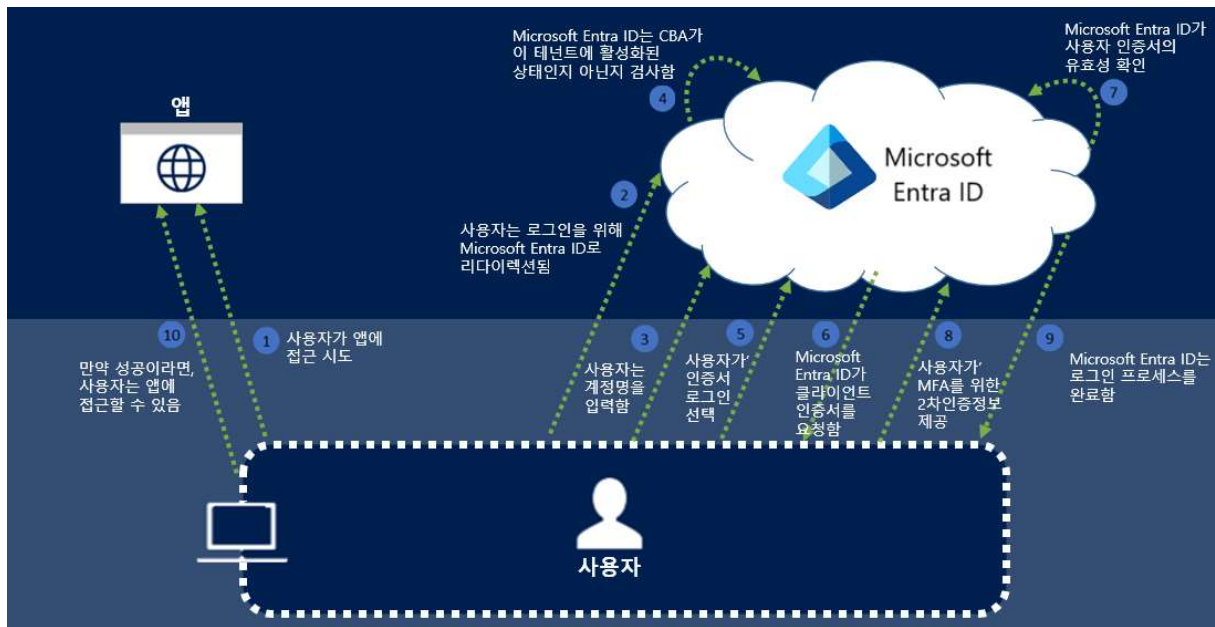 Microsoft Entra ID는 CBA가
이 테넌트에 활성화된
상태인지 아닌지 검사함
4
Microsoft Entra ID가
사용자 인증서의
유효성 확인
7
앱
Microsoft
Entra ID
2
사용자는 로그인을 위해
Microsoft Entra ID로
리다이렉션됨
10
만약 성공이라면,
사용자는 앱에
접근할 수 있음
1
사용자가 앱에
접근 시도
3
사용자는
계정명을
입력함
5
사용자가'
인증서
로그인
선택
6
Microsoft
Entra ID가
클라이언트
인증서를
요청함
8
사용자가'
MFA를 위한
2차인증정보
제공
9
Microsoft Entra ID는
로그인 프로세스를
완료함
사용자